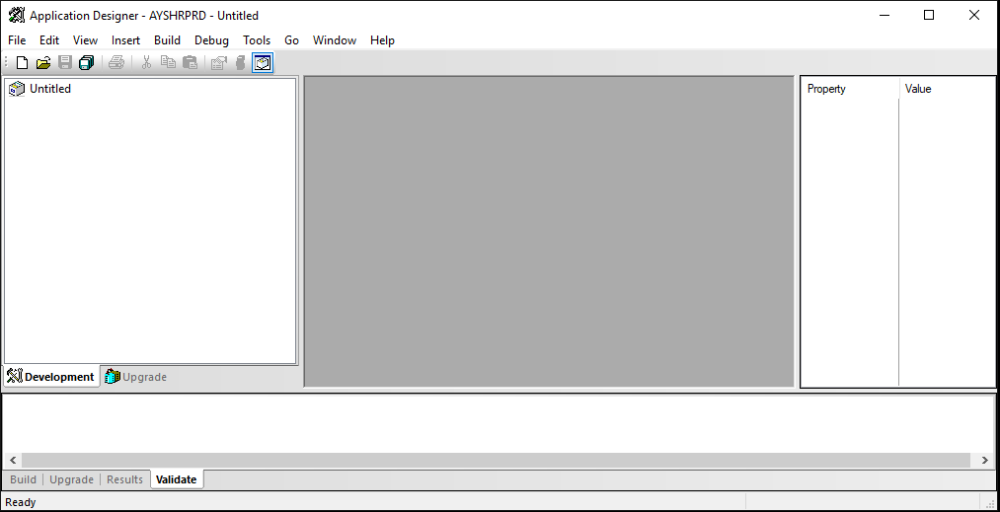 Application Designer - AYSHRPRD - Untitled
File Edit View Insert Build Debug Tools Go Window Help
Untitled
Property Value
Development Upgrade
Build Upgrade Results Validate
Ready